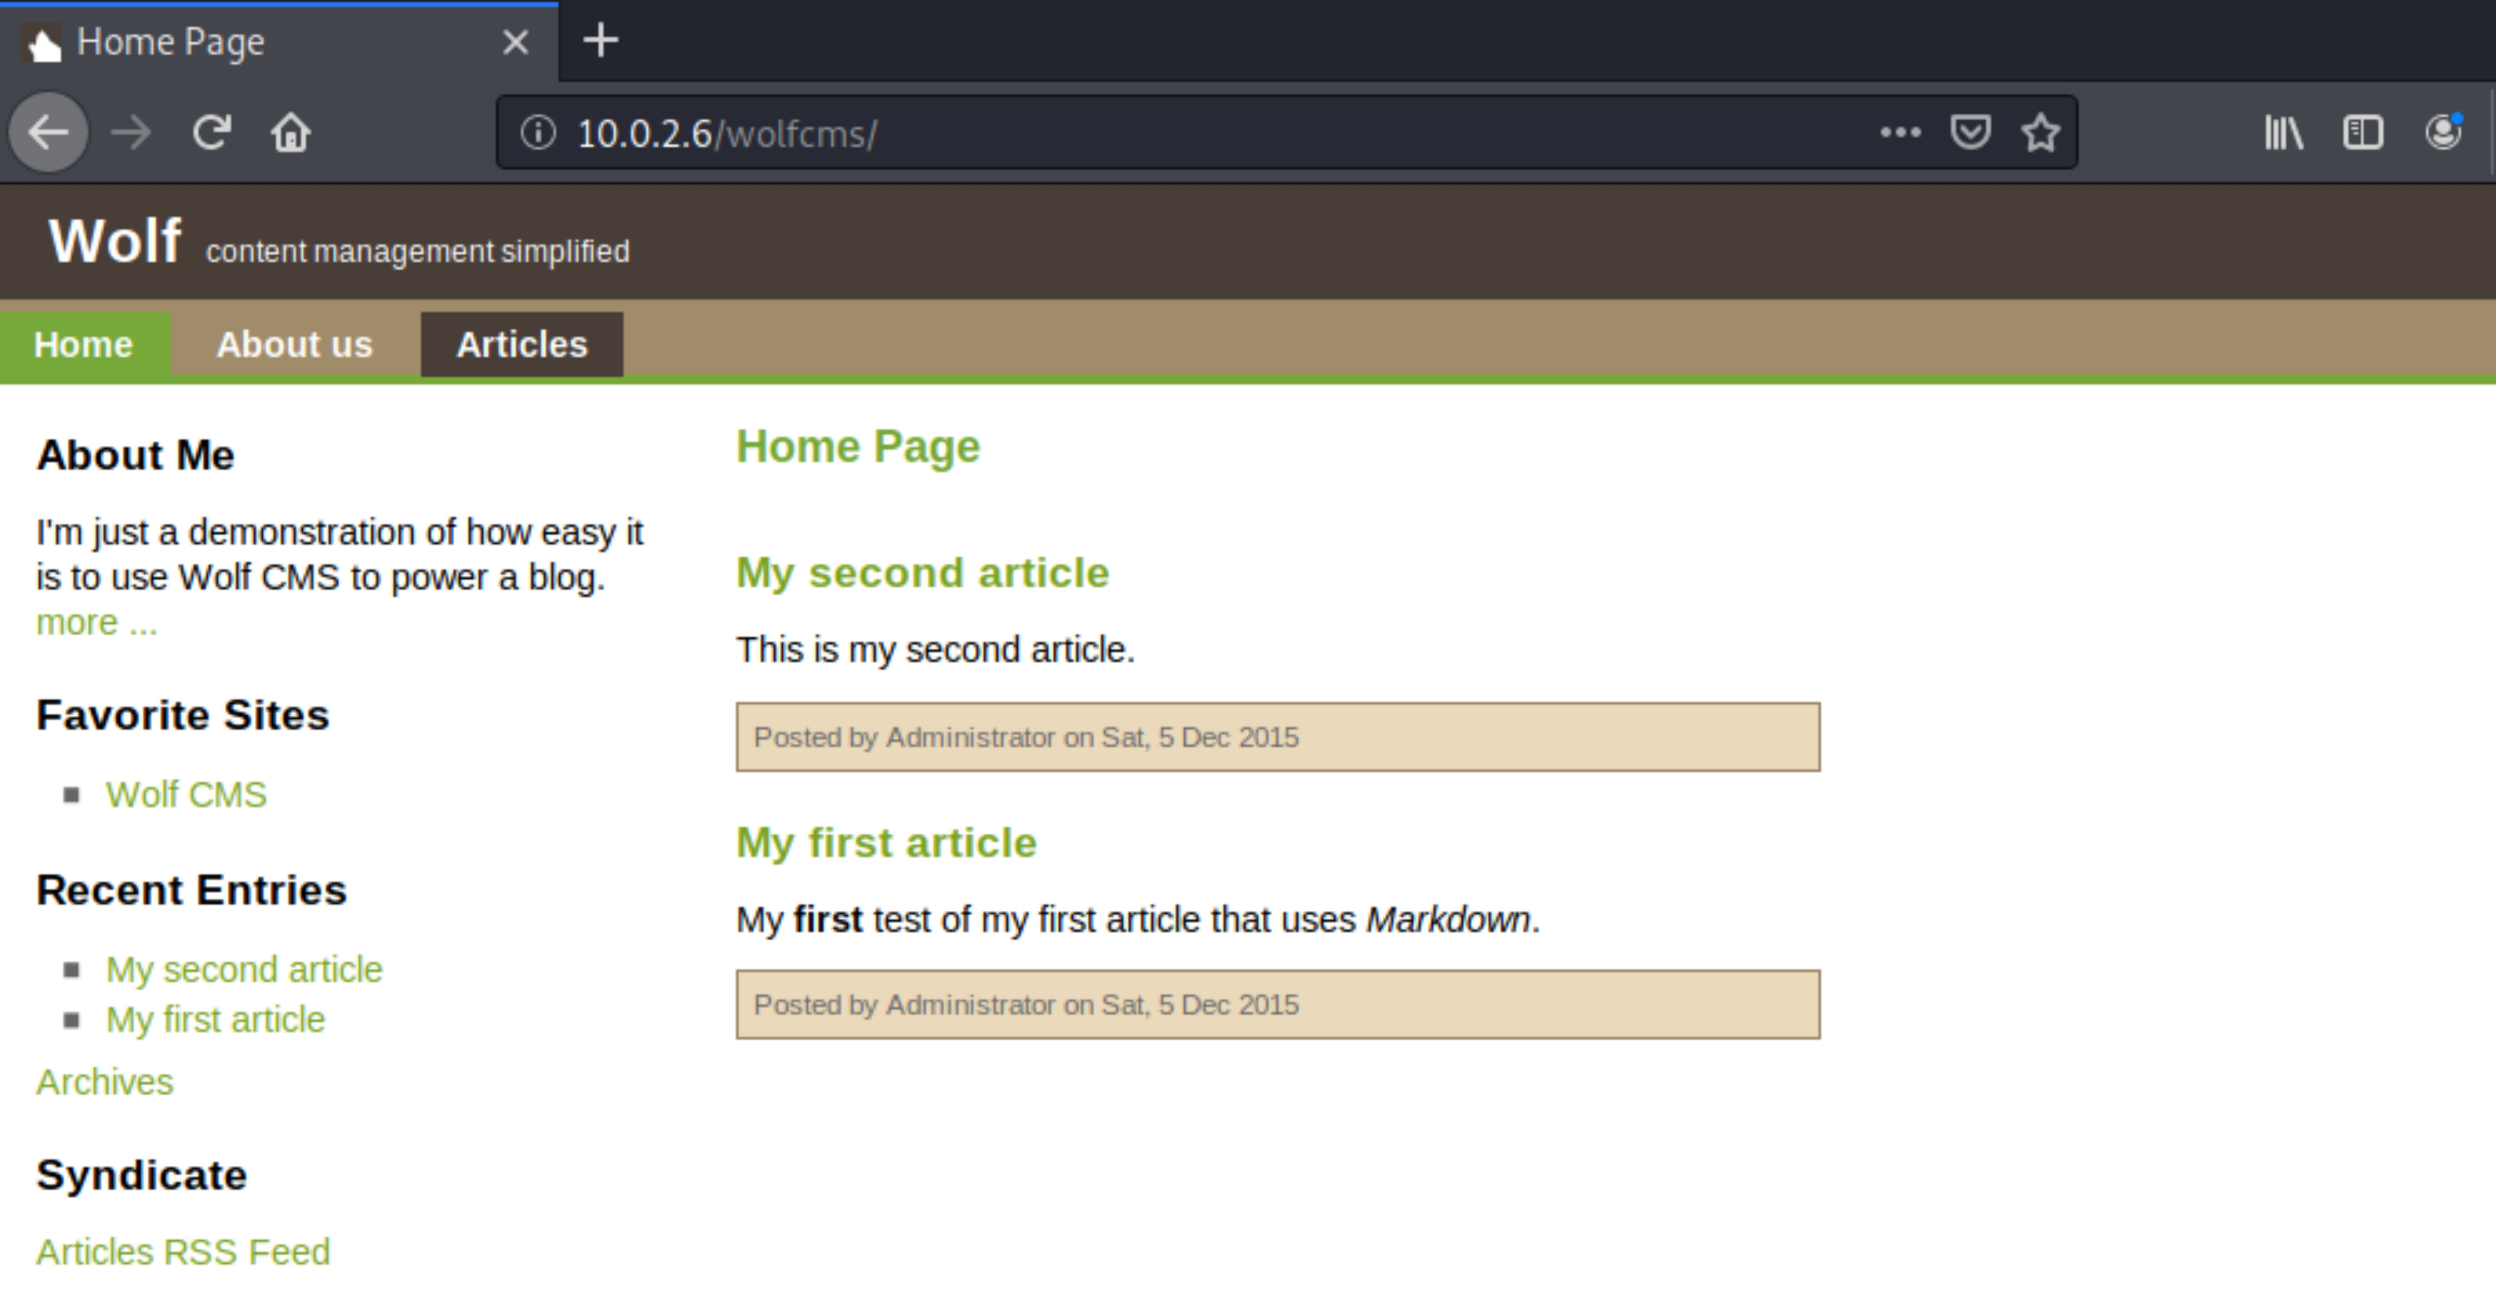 Home Page
10.0.2.6/wolfcms/
Wolf content management simplified
Home About us Articles
About Me
I'm just a demonstration of how easy it
is to use Wolf CMS to power a blog.
more ...
Favorite Sites
Wolf CMS
Recent Entries
My second article
My first article
Archives
Syndicate
Articles RSS Feed
Home Page
My second article
This is my second article.
Posted by Administrator on Sat, 5 Dec 2015
My first article
My first test of my first article that uses Markdown.
Posted by Administrator on Sat, 5 Dec 2015